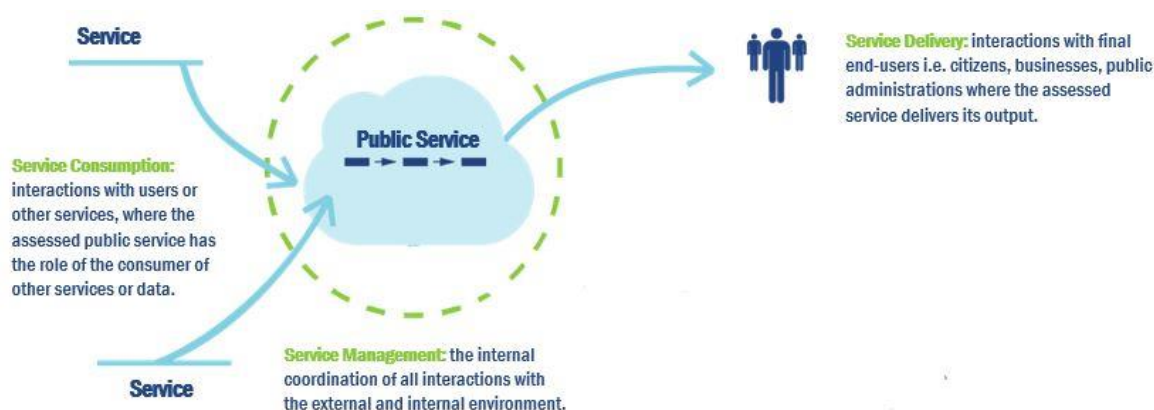 Service
Public Service
Service Delivery: interactions with final
end-users i.e. citizens, businesses, public
administrations where the assessed
service delivers its output.
Service Consumption:
interactions with users or
other services, where the
assessed public service has
the role of the consumer of
other services or data.
Service
Service Management: the internal
coordination of all interactions with
the external and internal environment.